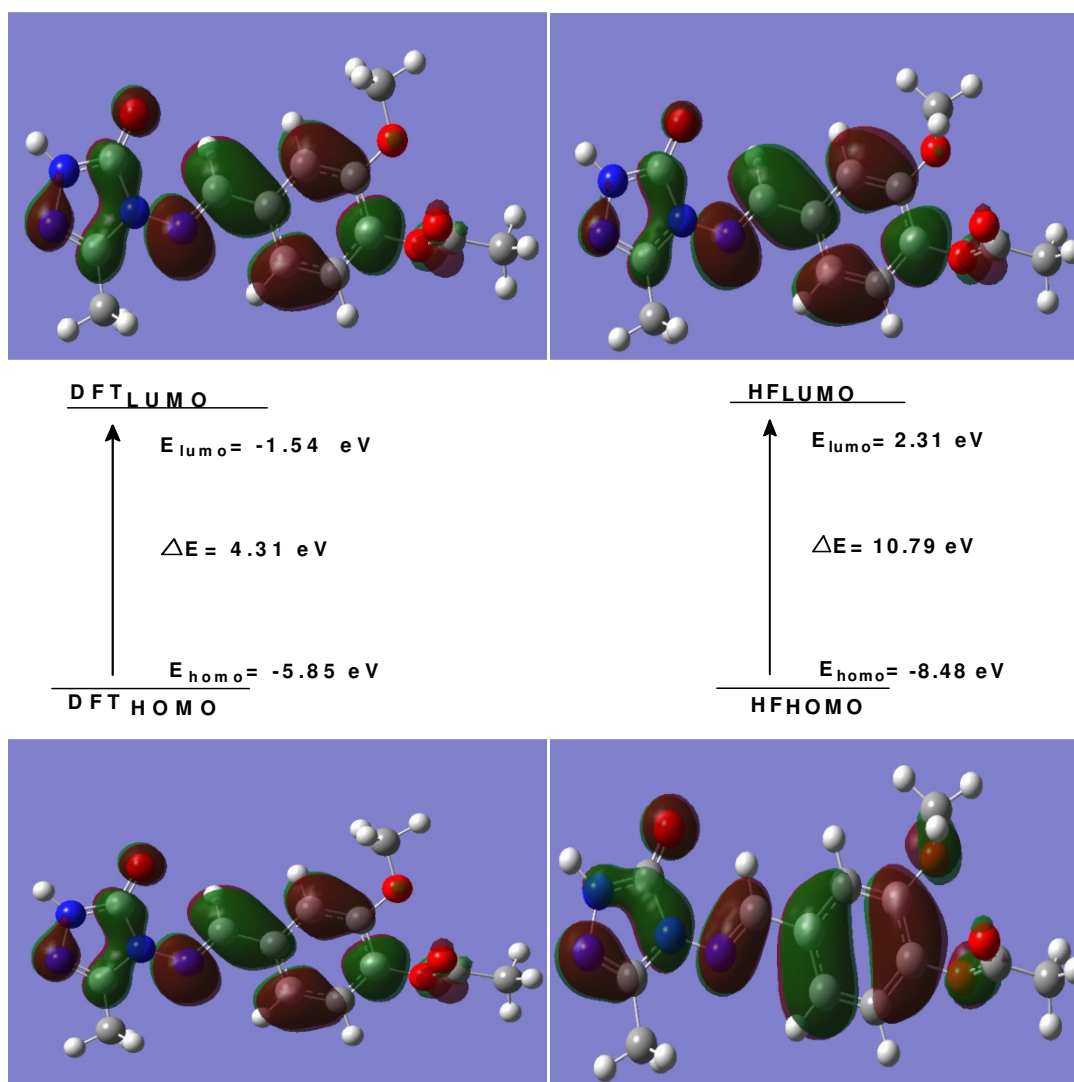 DFT LUMO
E lumo = -1.54 eV
△E = 4.31 eV
E homo = -5.85 eV
DFT HOMO
HFLUMO
E lumo = 2.31 eV
△E = 10.79 eV
E homo = -8.48 eV
HFHOMO